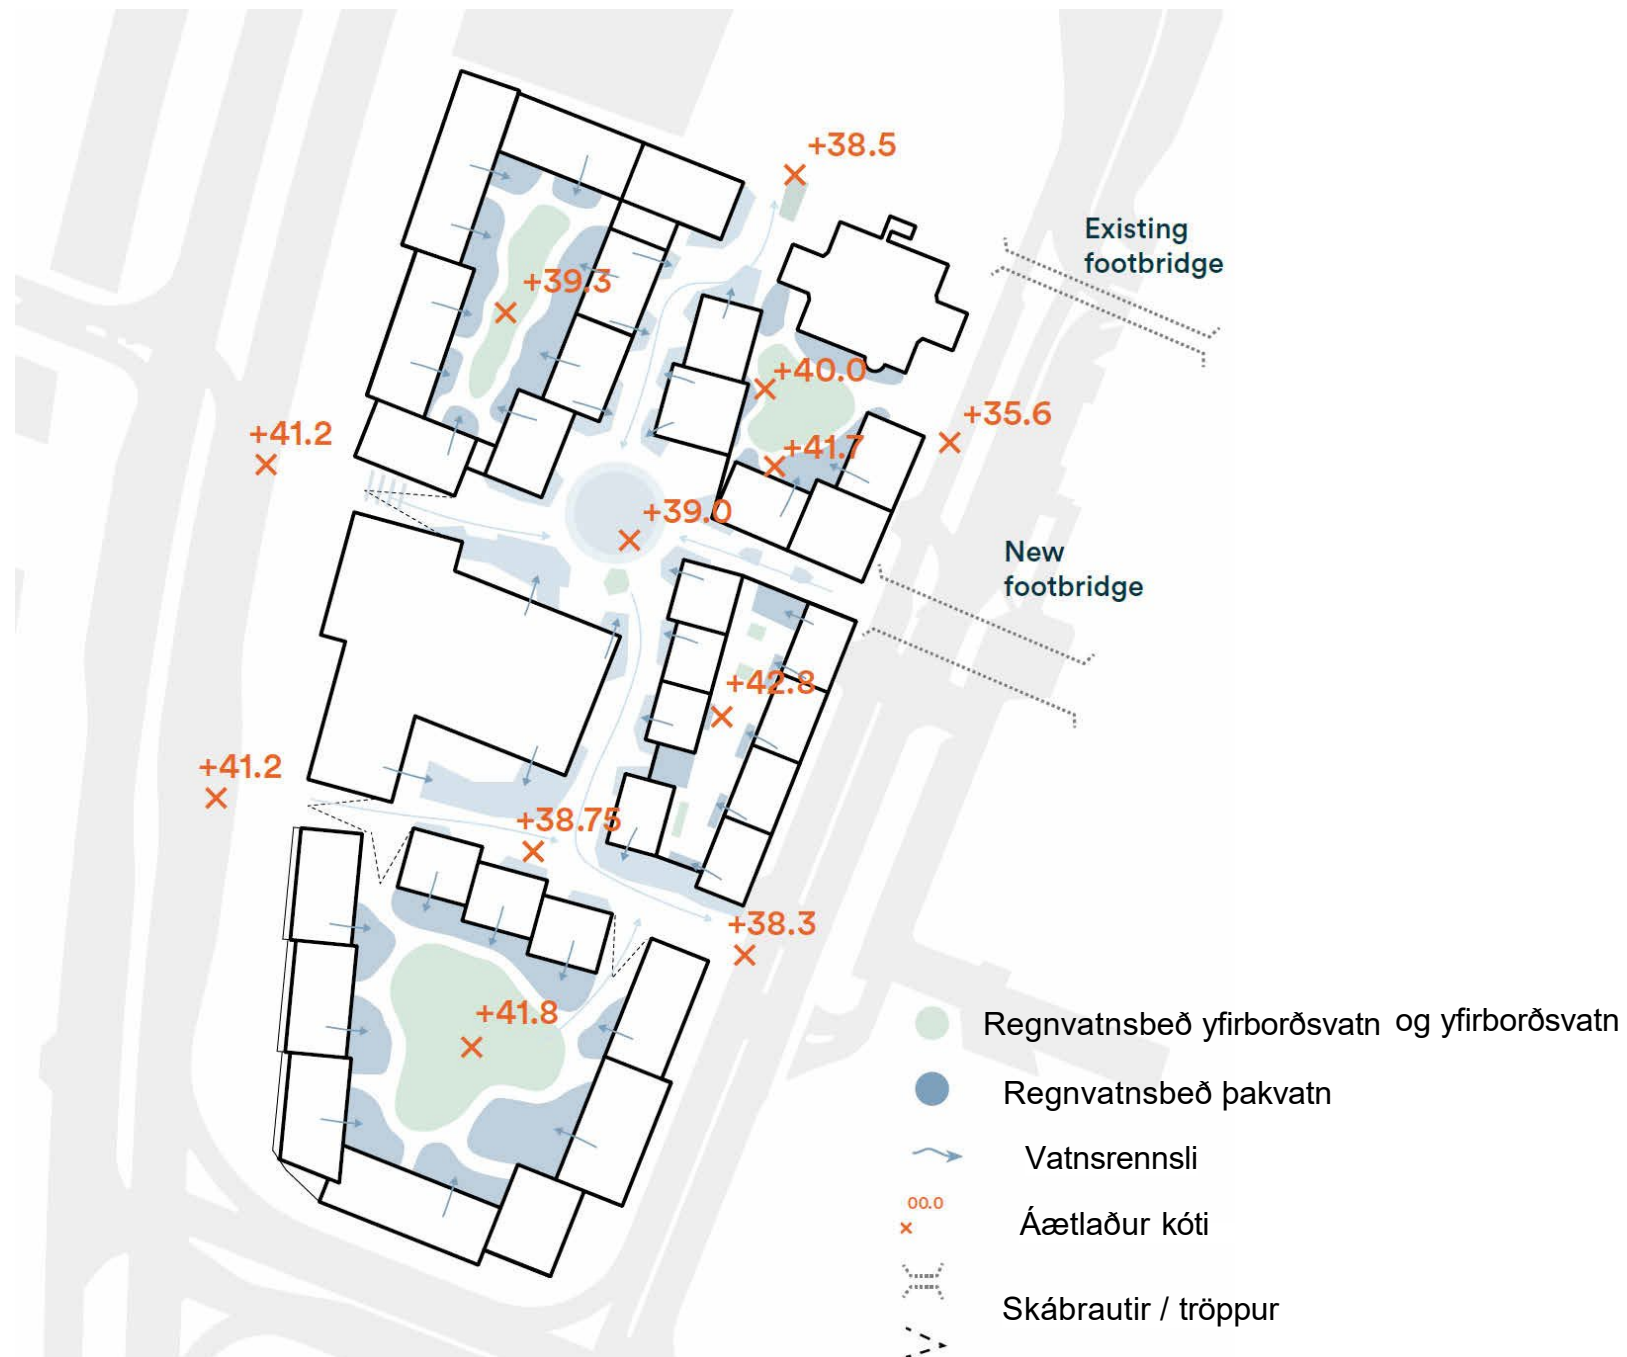 +38.5
Existing
footbridge
+39.3
+40.0
+35.6
+41.2
+41.7
+39.0
New
footbridge
+42.8
+41.2
+38.75
+38.3
+41.8
Regnvatnsbeð yfirborðsvatn og yfirborðsvatn
Regnvatnsbeð þakvatn
Vatnsrennsli
00.0
Áætlaður kóti
Skábrautir / tröppur